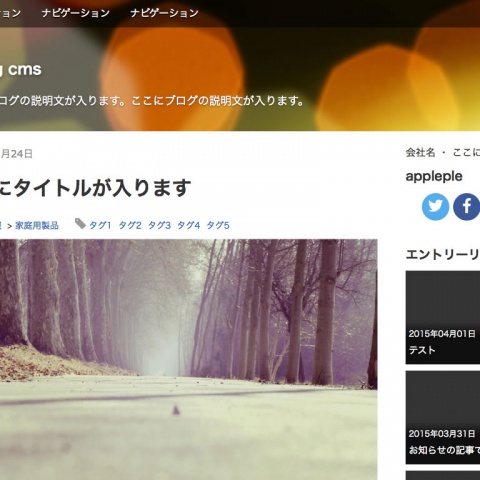 ション ナビゲーション ナビゲーション
g cms
ログの説明文が入ります。ここにブログの説明文が入ります。
月24日
にタイトルが入ります
> 家庭用製品 タグ1 タグ2 タグ3 タグ4 タグ5
会社名 ・ ここに
appleple
エントリーリ
2015年04月01日
テスト
2015年03月31日
お知らせの記事で